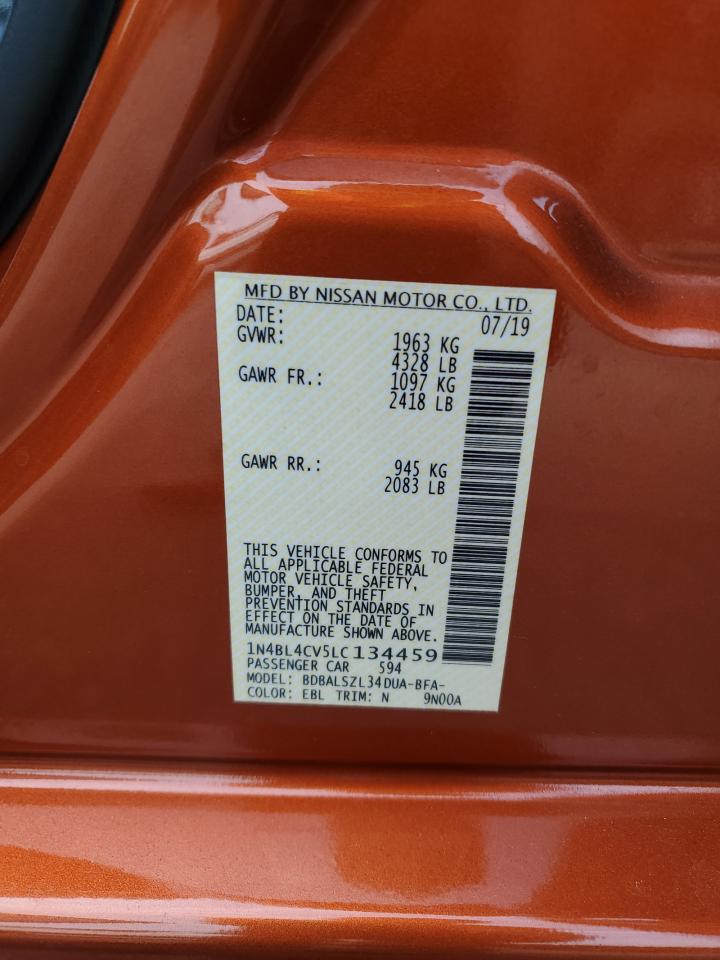 MFD BY NISSAN MOTOR CO., LTD.
DATE: 07/19
GVWR: 1963 KG
4328 LB
GAWR FR.: 1097 KG
2418 LB
GAWR RR.: 945 KG
2083 LB
THIS VEHICLE CONFORMS TO
ALL APPLICABLE FEDERAL
MOTOR VEHICLE SAFETY,
BUMPER, AND THEFT
PREVENTION STANDARDS IN
EFFECT ON THE DATE OF
MANUFACTURE SHOWN ABOVE.
1N4BL4CV5LC134459
PASSENGER CAR 594
MODEL: BDBALSZL34DUA-BFA-
COLOR: EBL TRIM: N 9N00A